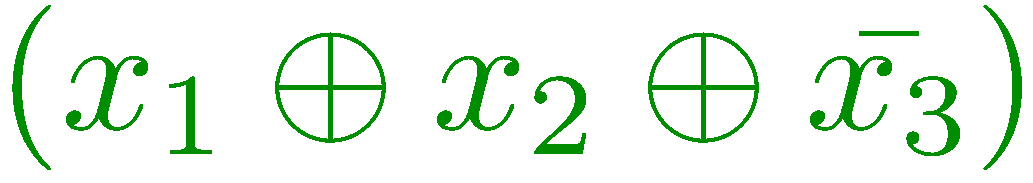 (x₁ ⊕ x₂ ⊕ x̄₃)